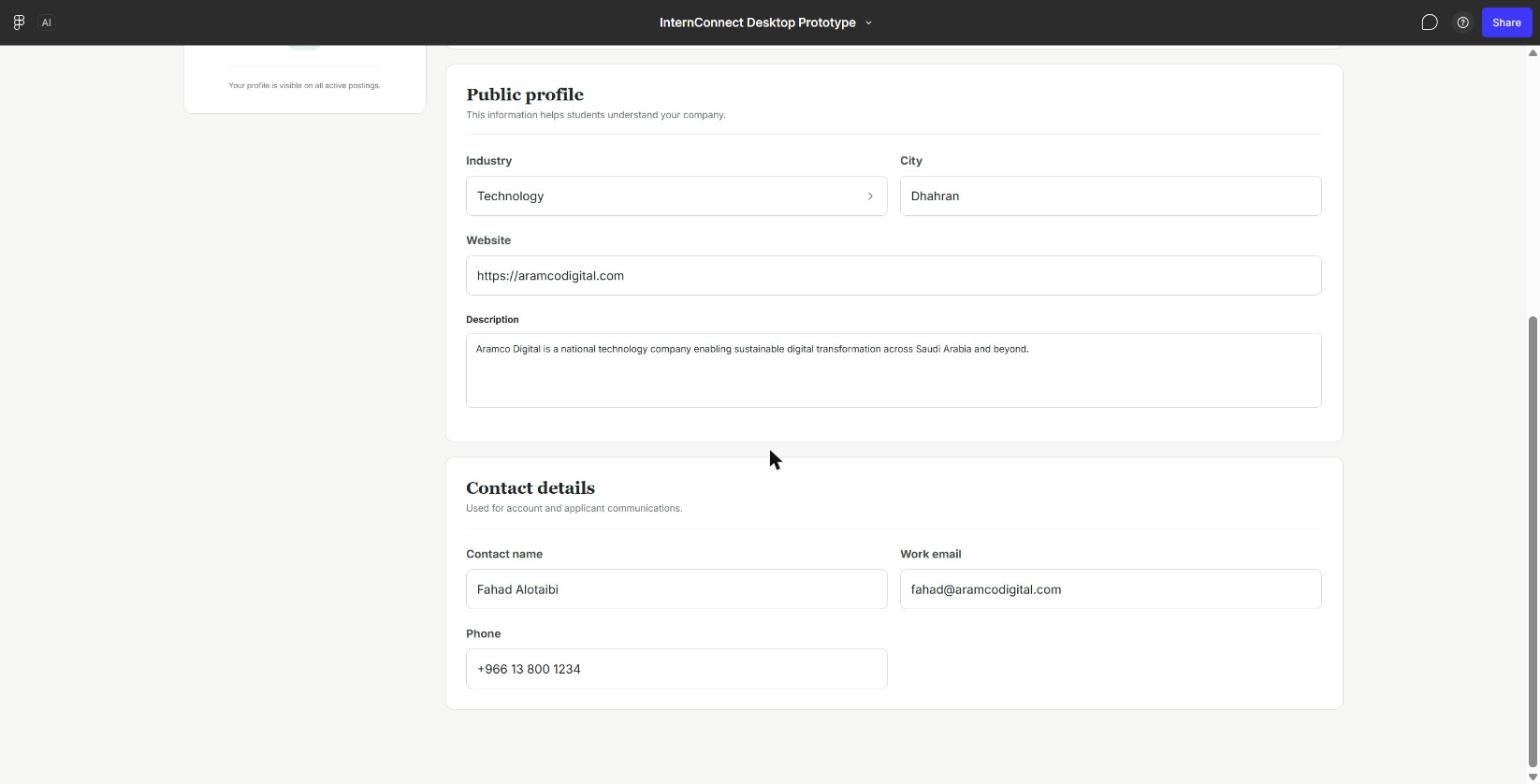 AI
InternConnect Desktop Prototype
Share
Your profile is visible on all active postings.
Public profile
This information helps students understand your company.
Industry
City
Technology
Dhahran
Website
https://aramcodigital.com
Description
Aramco Digital is a national technology company enabling sustainable digital transformation across Saudi Arabia and beyond.
Contact details
Used for account and applicant communications.
Contact name
Work email
Fahad Alotaibi
fahad@aramcodigital.com
Phone
+966 13 800 1234